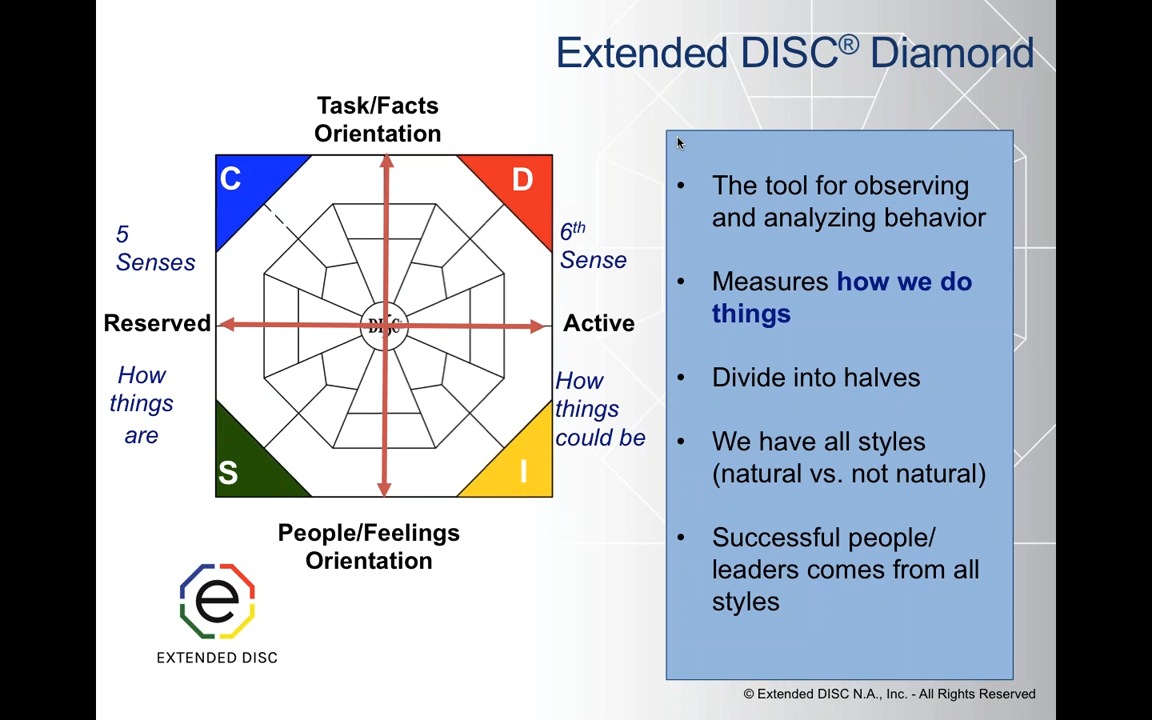 Extended DISC® Diamond
Task/Facts
Orientation
C
D
5
Senses
6th
Sense
Reserved
DISC
Active
How
things
are
How
things
could be
S
I
People/Feelings
Orientation
e
EXTENDED DISC
• The tool for observing
and analyzing behavior
• Measures how we do
things
• Divide into halves
• We have all styles
(natural vs. not natural)
• Successful people/
leaders comes from all
styles
© Extended DISC N.A., Inc. - All Rights Reserved